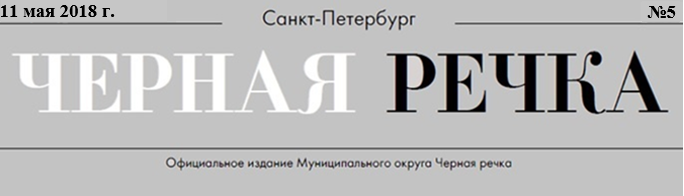 11 мая 2018 г. Санкт-Петербург №5
ЧЕРНАЯ РЕЧКА
Официальное издание Муниципального округа Черная речка